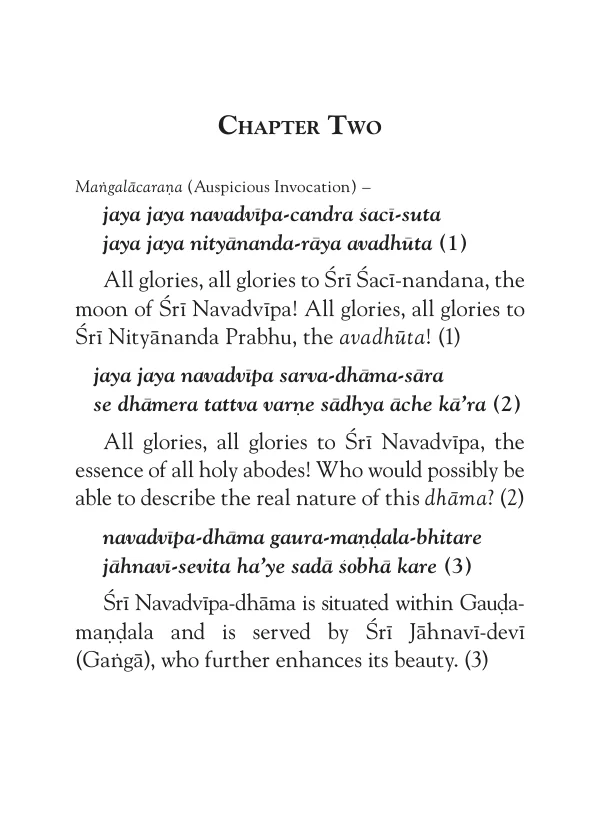 CHAPTER TWO
Maṅgalācaraṇa (Auspicious Invocation) –
jaya jaya navadvīpa-candra śacī-suta
jaya jaya nityānanda-rāya avadhūta (1)
All glories, all glories to Śrī Śacī-nandana, the
moon of Śrī Navadvīpa! All glories, all glories to
Śrī Nityānanda Prabhu, the avadhūta! (1)
jaya jaya navadvīpa sarva-dhāma-sāra
se dhāmera tattva varṇe sādhya āche kā’ra (2)
All glories, all glories to Śrī Navadvīpa, the
essence of all holy abodes! Who would possibly be
able to describe the real nature of this dhāma? (2)
navadvīpa-dhāma gaura-maṇḍala-bhitare
jāhnavī-sevita ha’ye sadā śobhā kare (3)
Śrī Navadvīpa-dhāma is situated within Gauḍa-
maṇḍala and is served by Śrī Jāhnavī-devī
(Gaṅgā), who further enhances its beauty. (3)